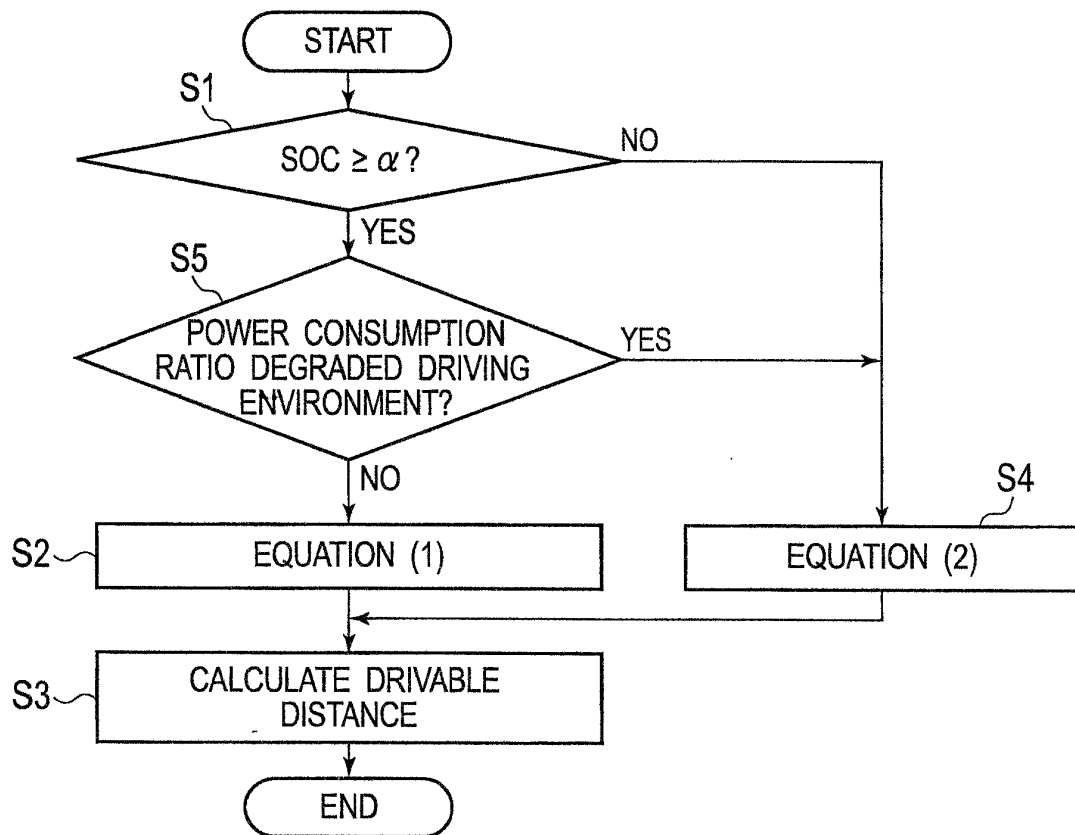 START
S1
SOC ≥ α?
NO
YES
S5
POWER CONSUMPTION
RATIO DEGRADED DRIVING
ENVIRONMENT?
YES
NO
S4
S2
EQUATION (1)
EQUATION (2)
S3
CALCULATE DRIVABLE
DISTANCE
END